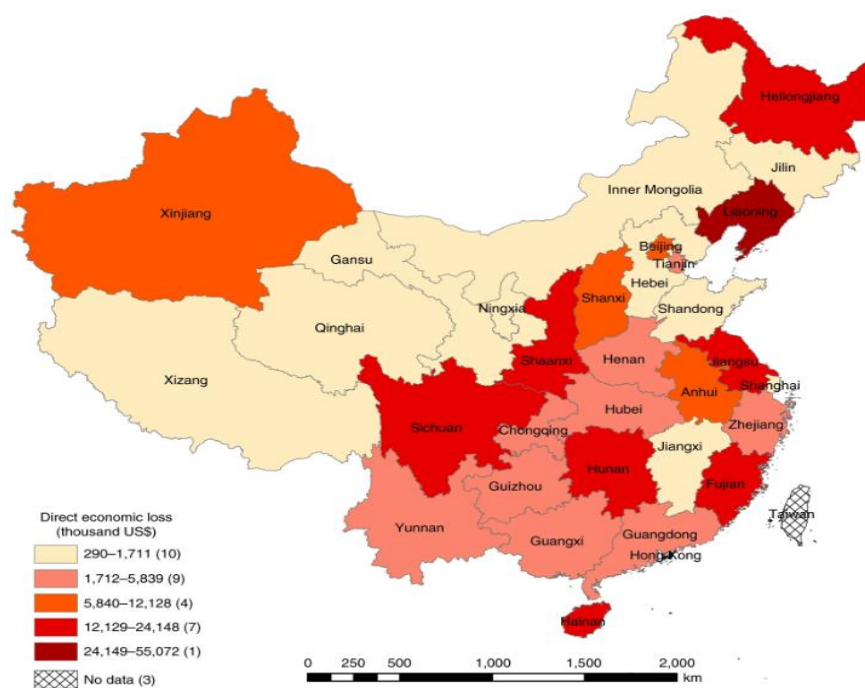 Heilongjiang
Jilin
Inner Mongolia
Liaoning
Xinjiang
Beijing
Tianjin
Gansu
Hebei
Shanxi
Ningxia
Shandong
Qinghai
Shaanxi
Henan
Jiangsu
Xizang
Shanghai
Anhui
Hubei
Sichuan
Chongqing
Zhejiang
Jiangxi
Hunan
Fujian
Guizhou
Taiwan
Yunnan
Guangdong
Guangxi
Hong Kong
Hainan
Direct economic loss
(thousand US$)
290–1,711 (10)
1,712–5,839 (9)
5,840–12,128 (4)
12,129–24,148 (7)
24,149–55,072 (1)
No data (3)
0 250 500 1,000 1,500 2,000
km